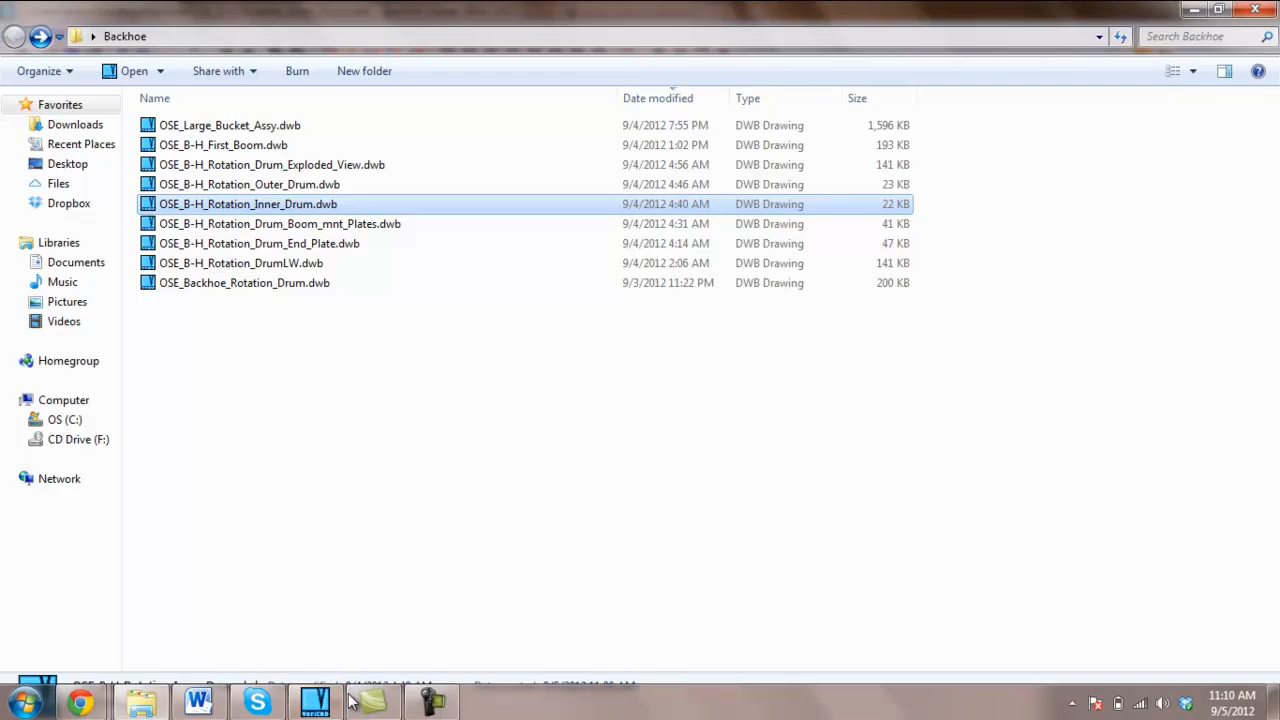 Backhoe
Search Backhoe
Organize Open Share with Burn New folder
Favorites
Downloads
Recent Places
Desktop
Files
Dropbox
Libraries
Documents
Music
Pictures
Videos
Homegroup
Computer
OS (C:)
CD Drive (F:)
Network
Name Date modified Type Size
OSE_Large_Bucket_Assy.dwb 9/4/2012 7:55 PM DWB Drawing 1,596 KB
OSE_B-H_First_Boom.dwb 9/4/2012 1:02 PM DWB Drawing 193 KB
OSE_B-H_Rotation_Drum_Exploded_View.dwb 9/4/2012 4:56 AM DWB Drawing 141 KB
OSE_B-H_Rotation_Outer_Drum.dwb 9/4/2012 4:46 AM DWB Drawing 23 KB
OSE_B-H_Rotation_Inner_Drum.dwb 9/4/2012 4:40 AM DWB Drawing 22 KB
OSE_B-H_Rotation_Drum_Boom_mnt_Plates.dwb 9/4/2012 4:31 AM DWB Drawing 41 KB
OSE_B-H_Rotation_Drum_End_Plate.dwb 9/4/2012 4:14 AM DWB Drawing 47 KB
OSE_B-H_Rotation_DrumLW.dwb 9/4/2012 2:06 AM DWB Drawing 141 KB
OSE_Backhoe_Rotation_Drum.dwb 9/3/2012 11:22 PM DWB Drawing 200 KB
11:10 AM
9/5/2012